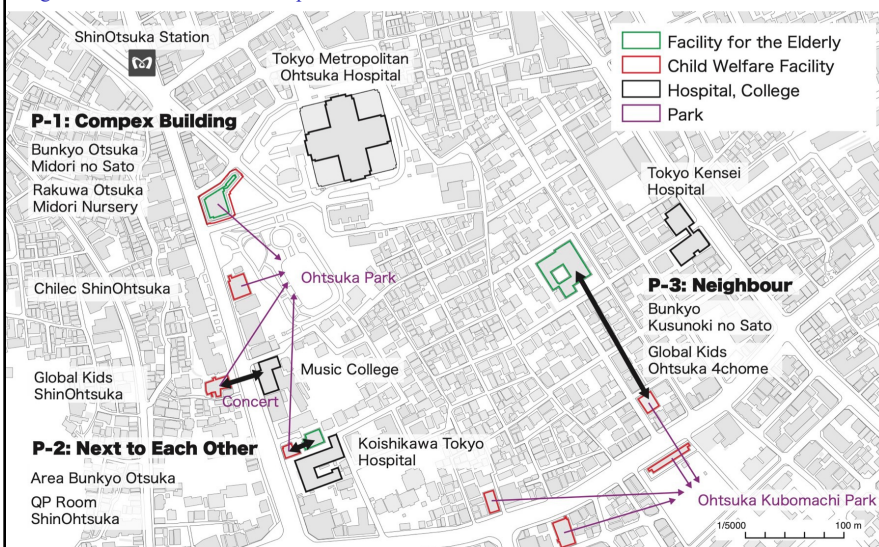 ShinOtsuka Station
Tokyo Metropolitan
Ohtsuka Hospital
Facility for the Elderly
Child Welfare Facility
Hospital, College
Park
P-1: Compex Building
Bunkyo Otsuka
Midori no Sato
Rakuwa Otsuka
Midori Nursery
Tokyo Kensei
Hospital
Ohtsuka Park
Chilec ShinOtsuka
P-3: Neighbour
Bunkyo
Kusunoki no Sato
Global Kids
Ohtsuka 4chome
Global Kids
ShinOhtsuka
Music College
Concert
P-2: Next to Each Other
Area Bunkyo Otsuka
QP Room
ShinOhtsuka
Koishikawa Tokyo
Hospital
Ohtsuka Kubomachi Park
1/5000
100 m